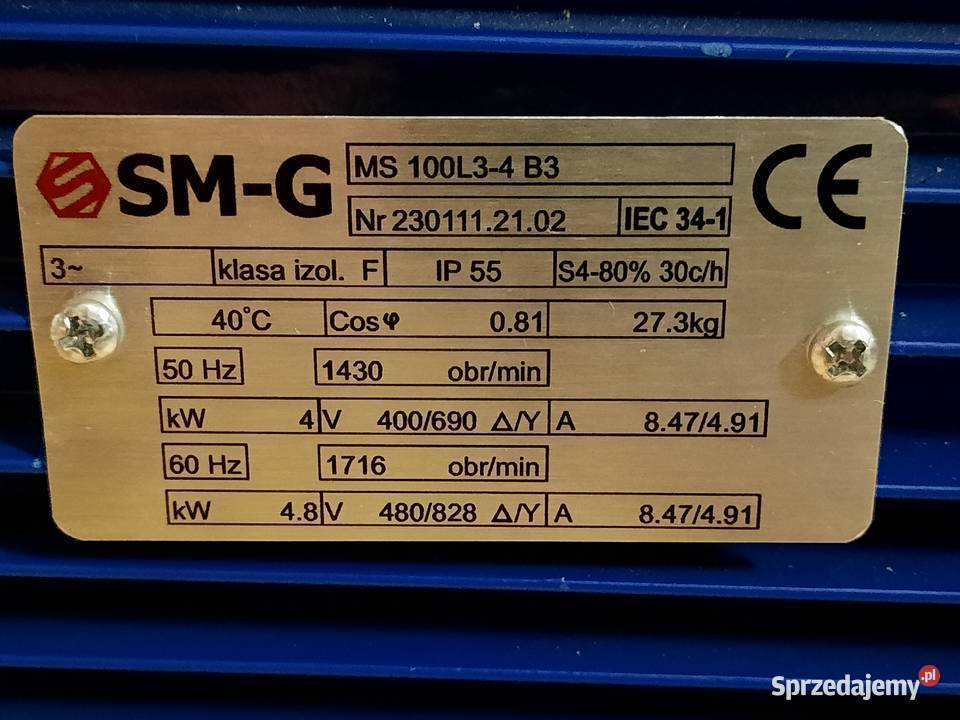 SM-G
MS 100L3-4 B3
CE
Nr 230111.21.02 IEC 34-1
3~ klasa izol. F IP 55 S4-80% 30c/h
40°C Cosφ 0.81 27.3kg
50 Hz 1430 obr/min
kW 4 V 400/690 Δ/Y A 8.47/4.91
60 Hz 1716 obr/min
kW 4.8 V 480/828 Δ/Y A 8.47/4.91
Sprzedajemy.pl